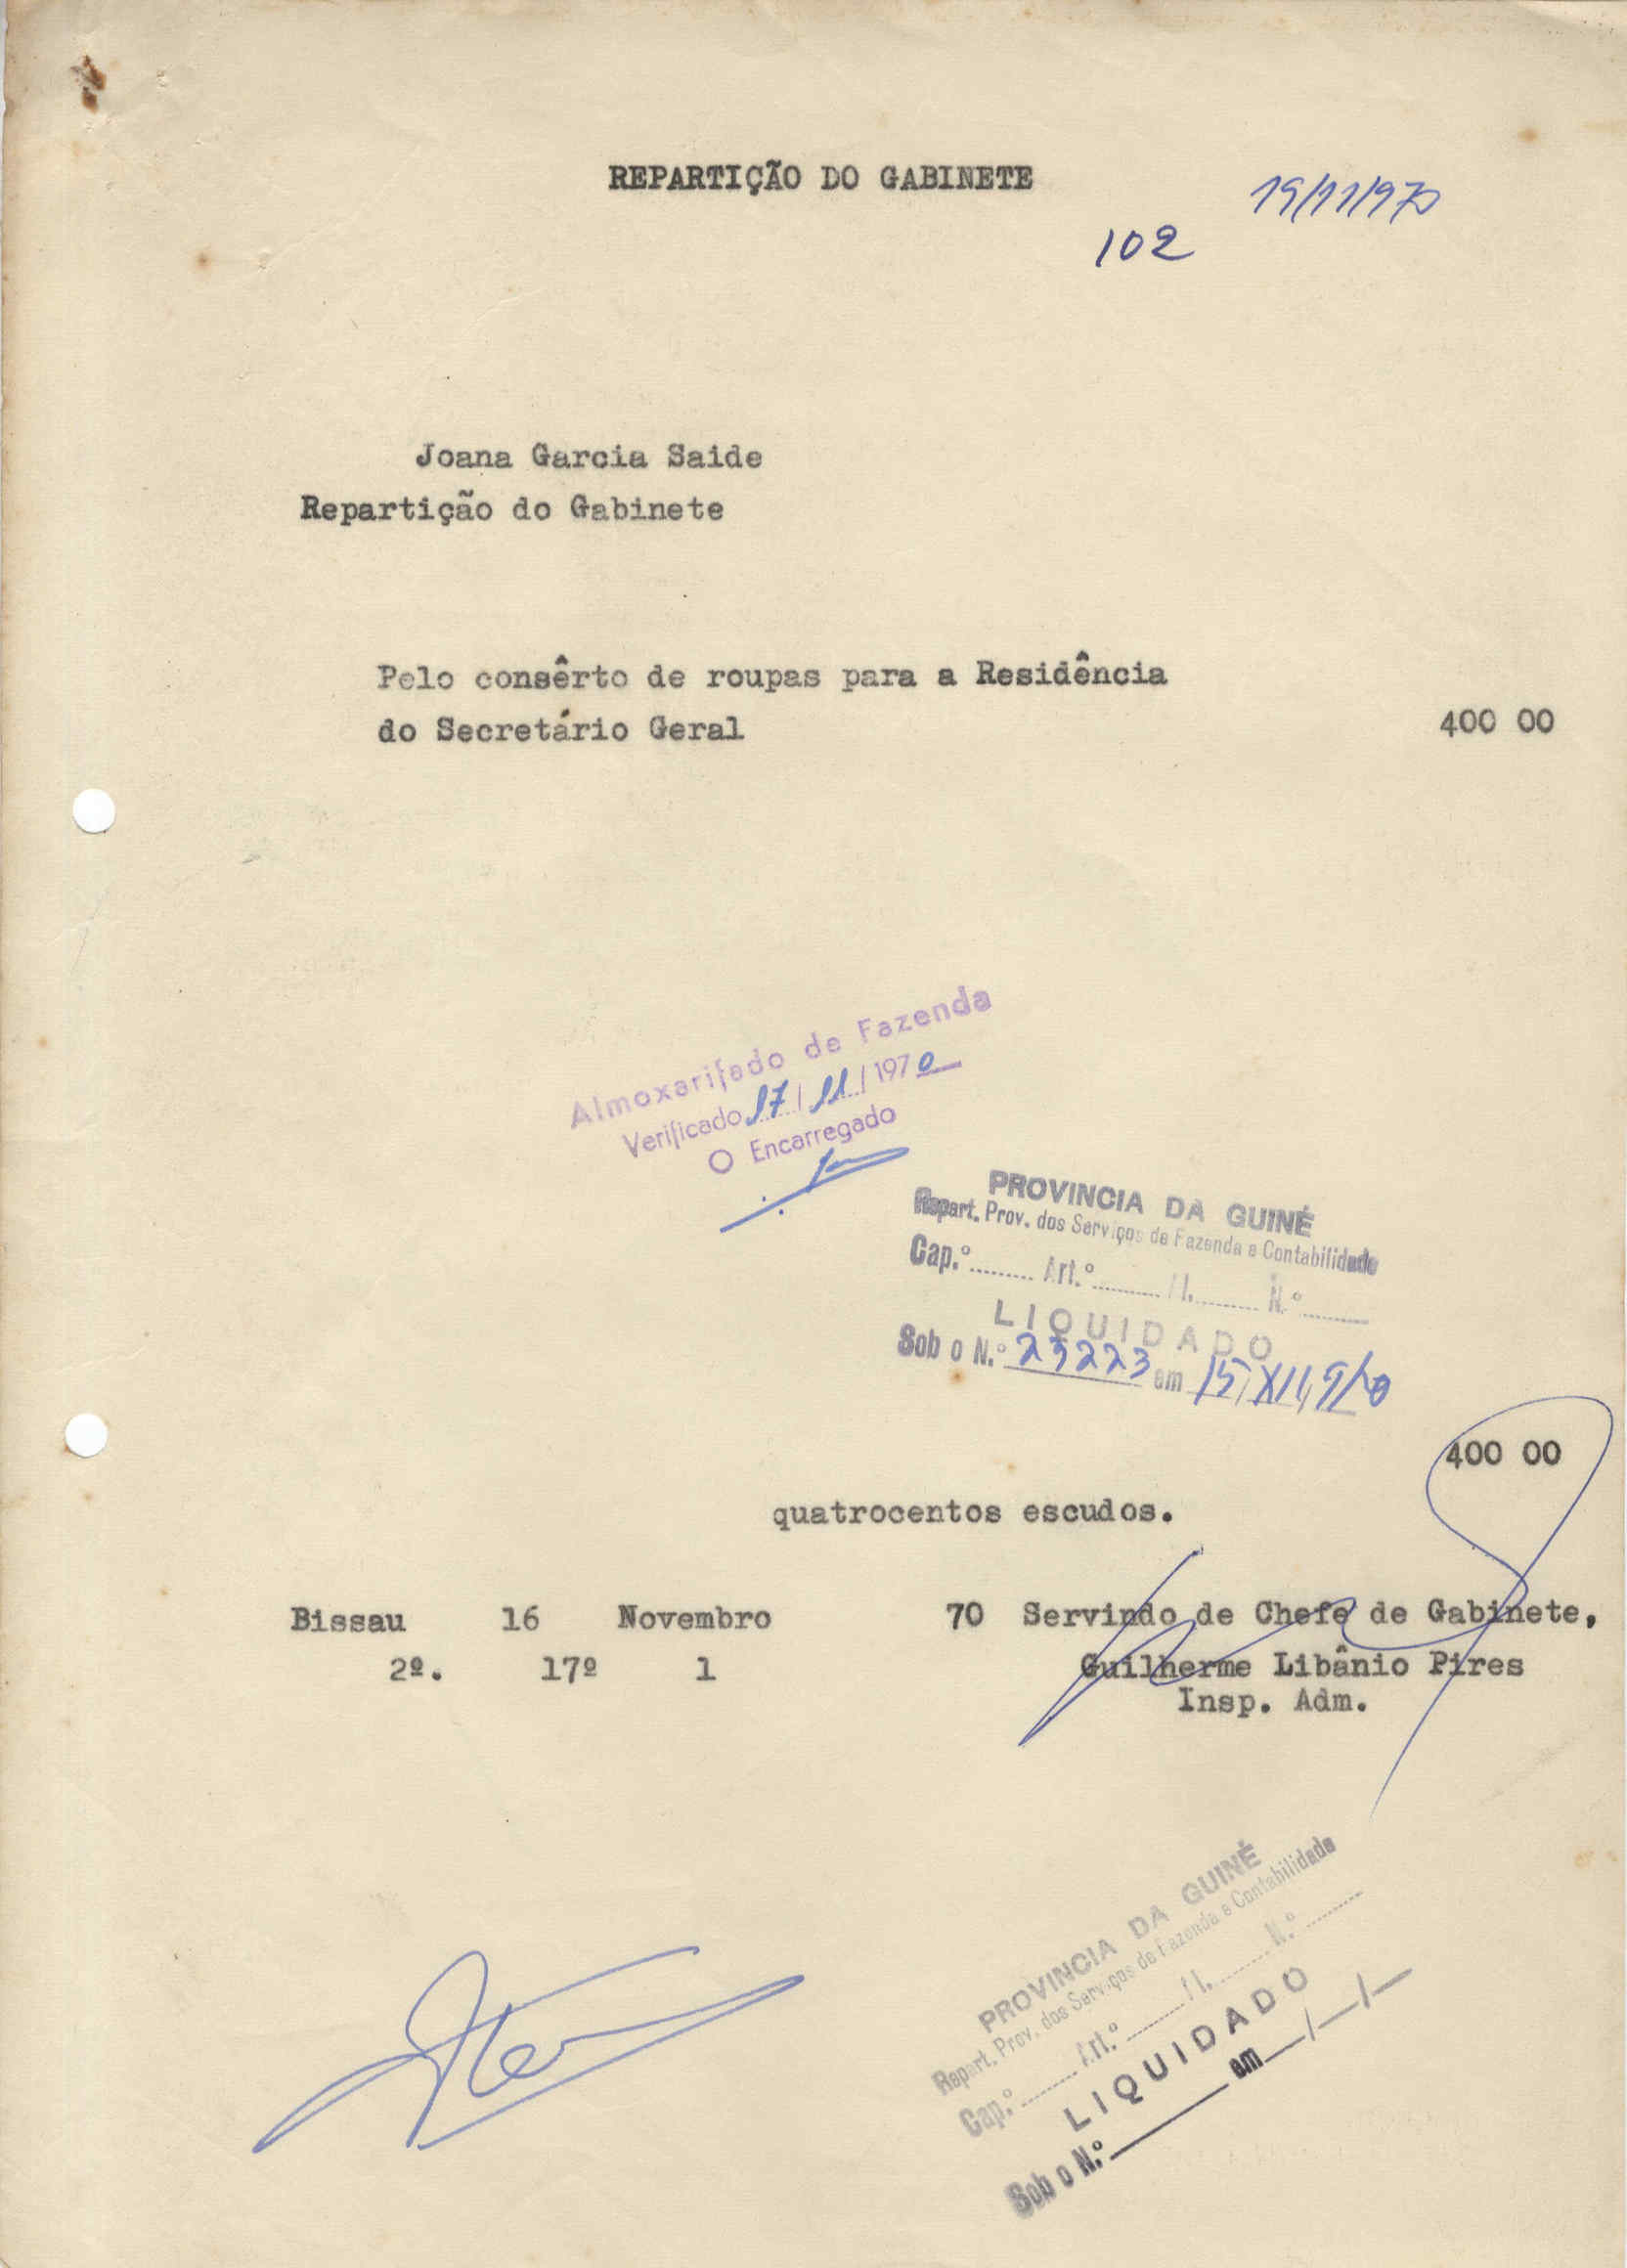 REPARTIÇÃO DO GABINETE
19/11/970
102
Joana Garcia Saide
Repartição do Gabinete
Pelo consêrto de roupas para a Residência
do Secretário Geral 400 00
Almoxarifado de Fazenda
Verificado 17/11/1970
O Encarregado
PROVINCIA DA GUINÉ
Repart. Prov. dos Serviços de Fazenda e Contabilidade
Cap.º Art.º N.º
LIQUIDADO
Sob o N.º 23223 em 15/XII/970
400 00
quatrocentos escudos.
Bissau 16 Novembro 70 Servindo de Chefe de Gabinete,
2º. 17º 1 Guilherme Libânio Pires
Insp. Adm.
PROVINCIA DA GUINÉ
Repart. Prov. dos Serviços de Fazenda e Contabilidade
Cap.º Art.º N.º
LIQUIDADO
Sob o N.º em / /